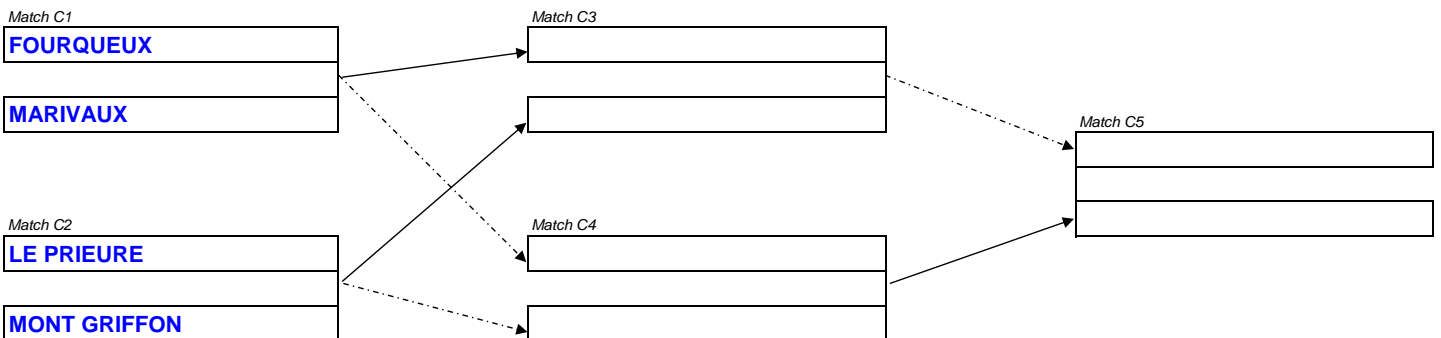 Match C1
FOURQUEUX
MARIVAUX
Match C2
LE PRIEURE
MONT GRIFFON
Match C3
Match C4
Match C5